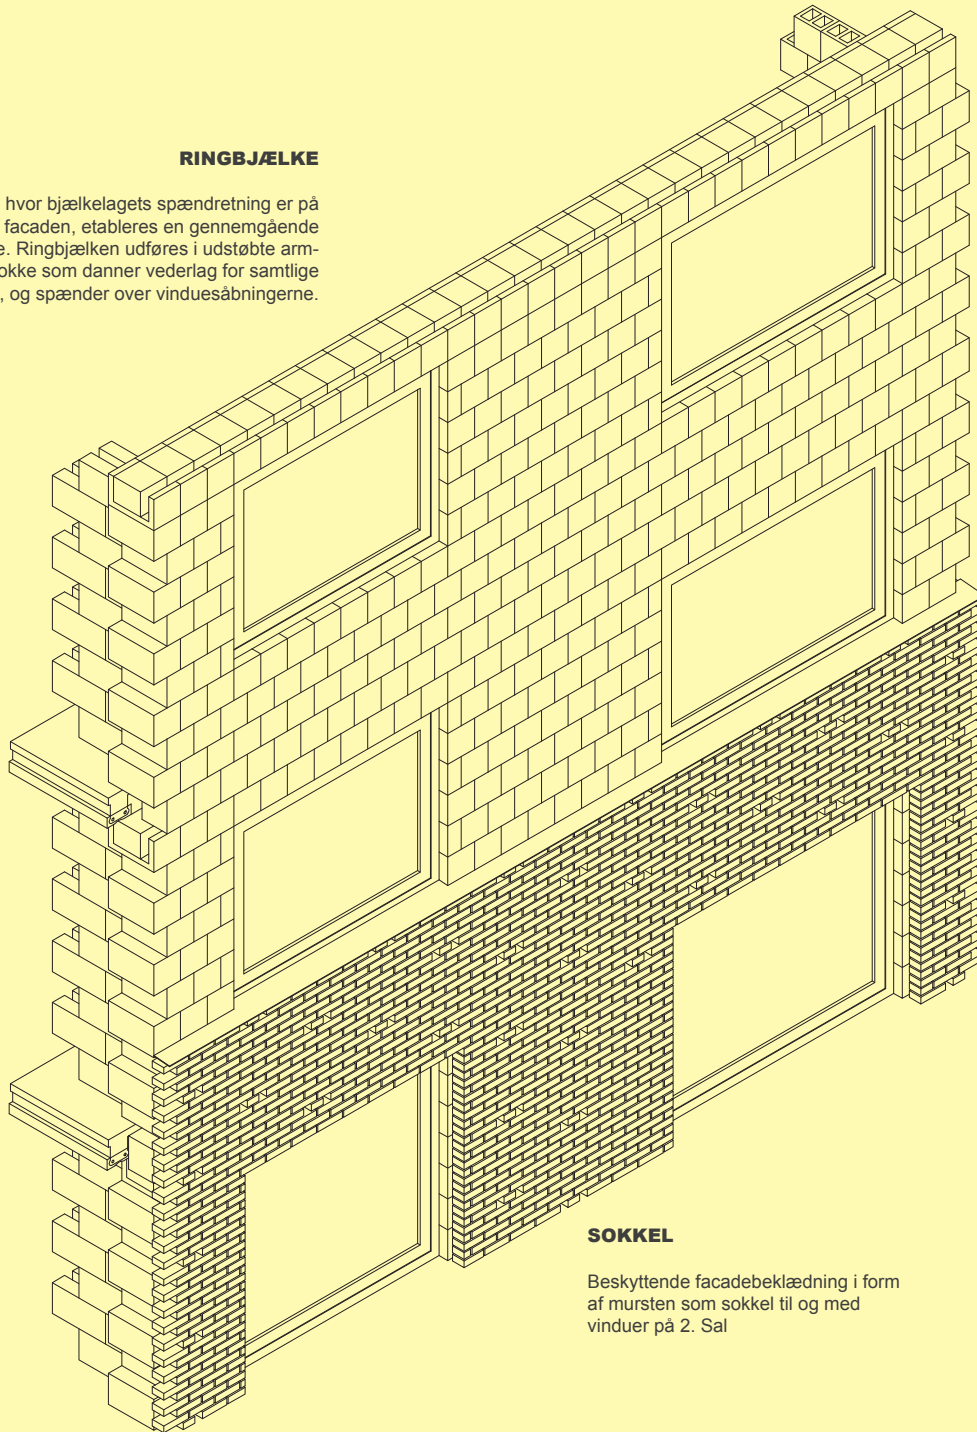 RINGBJÆLKE
hvor bjælkelagets spændretning er på
facaden, etableres en gennemgående
e. Ringbjælken udføres i udstøbte arm-
okke som danner vederlag for samtlige
, og spænder over vinduesåbningerne.
SOKKEL
Beskyttende facadebeklædning i form
af mursten som sokkel til og med
vinduer på 2. Sal